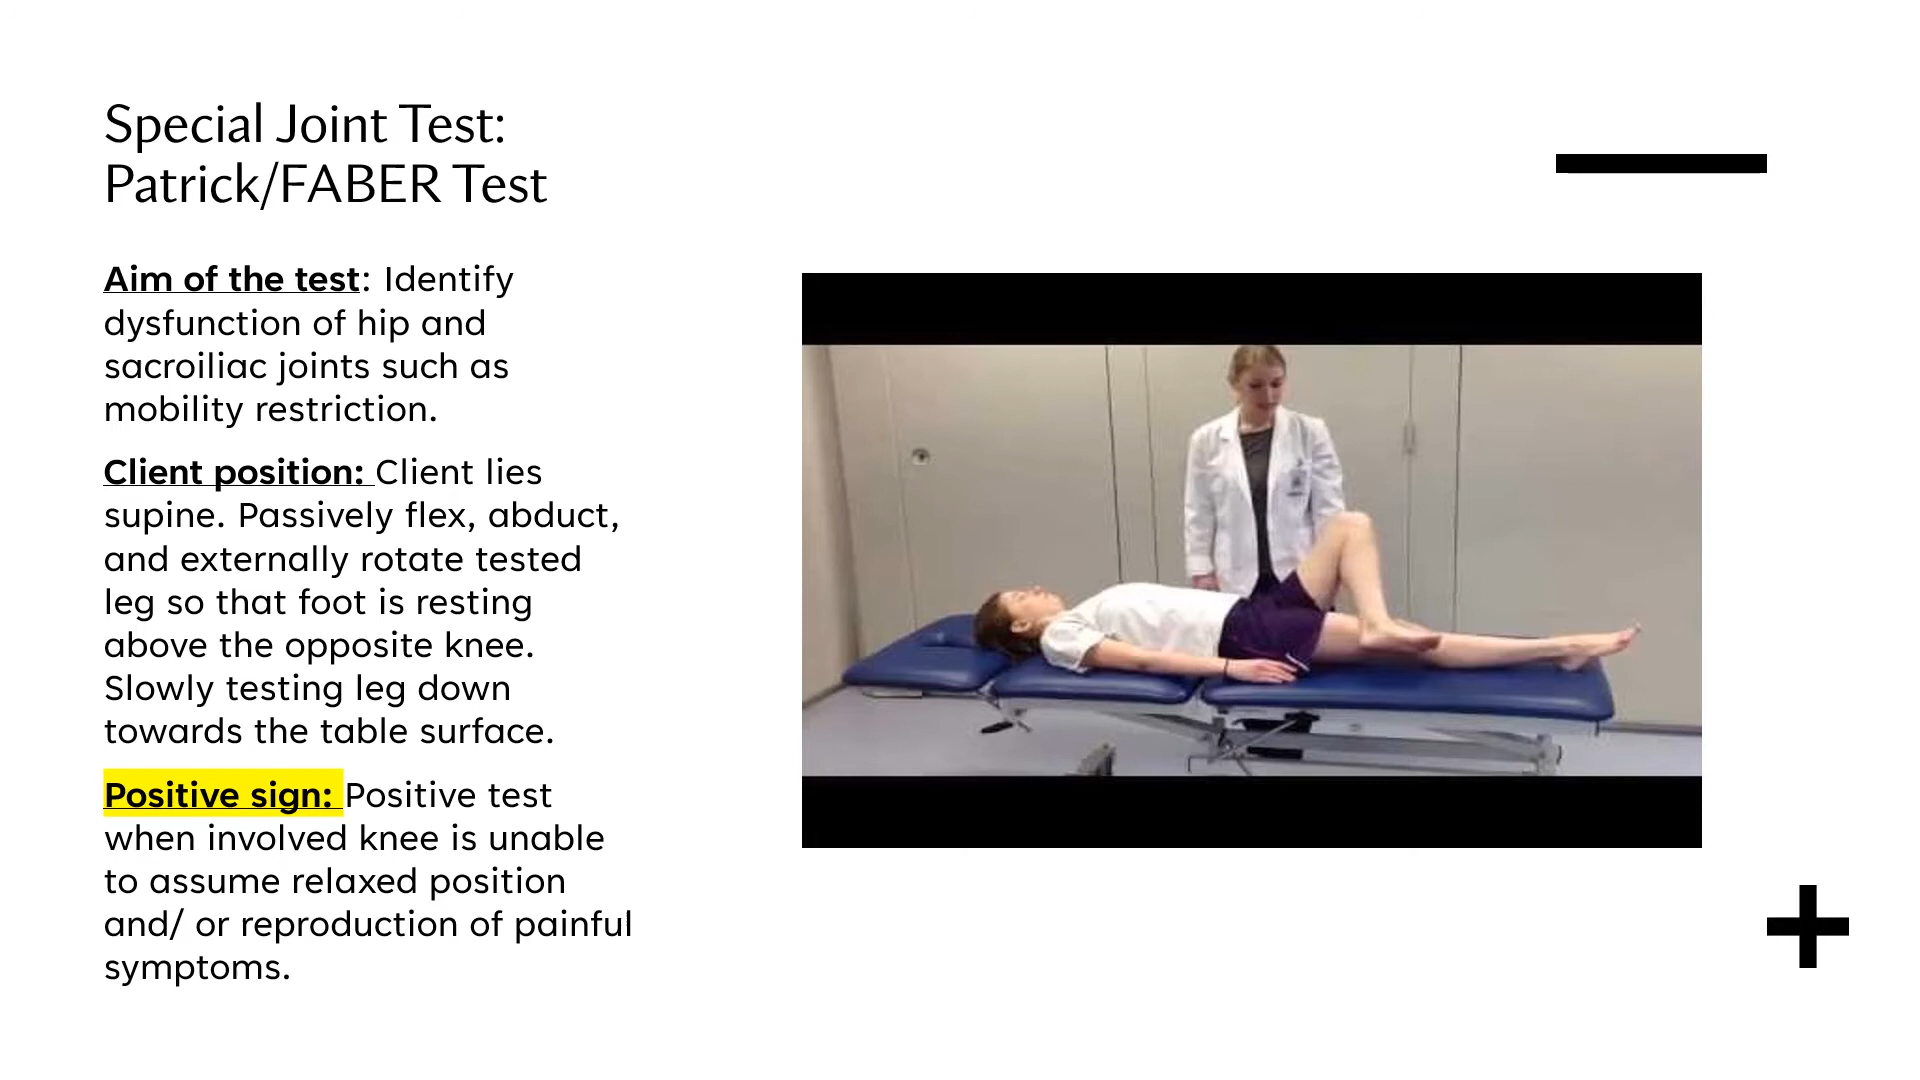 Special Joint Test:
Patrick/FABER Test
Aim of the test: Identify
dysfunction of hip and
sacroiliac joints such as
mobility restriction.
Client position: Client lies
supine. Passively flex, abduct,
and externally rotate tested
leg so that foot is resting
above the opposite knee.
Slowly testing leg down
towards the table surface.
Positive sign: Positive test
when involved knee is unable
to assume relaxed position
and/ or reproduction of painful
symptoms.